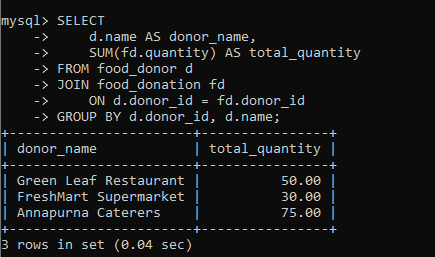 mysql> SELECT
    ->     d.name AS donor_name,
    ->     SUM(fd.quantity) AS total_quantity
    -> FROM food_donor d
    -> JOIN food_donation fd
    ->     ON d.donor_id = fd.donor_id
    -> GROUP BY d.donor_id, d.name;
+-----------------------+----------------+
| donor_name            | total_quantity |
+-----------------------+----------------+
| Green Leaf Restaurant |          50.00 |
| FreshMart Supermarket |          30.00 |
| Annapurna Caterers    |          75.00 |
+-----------------------+----------------+
3 rows in set (0.04 sec)